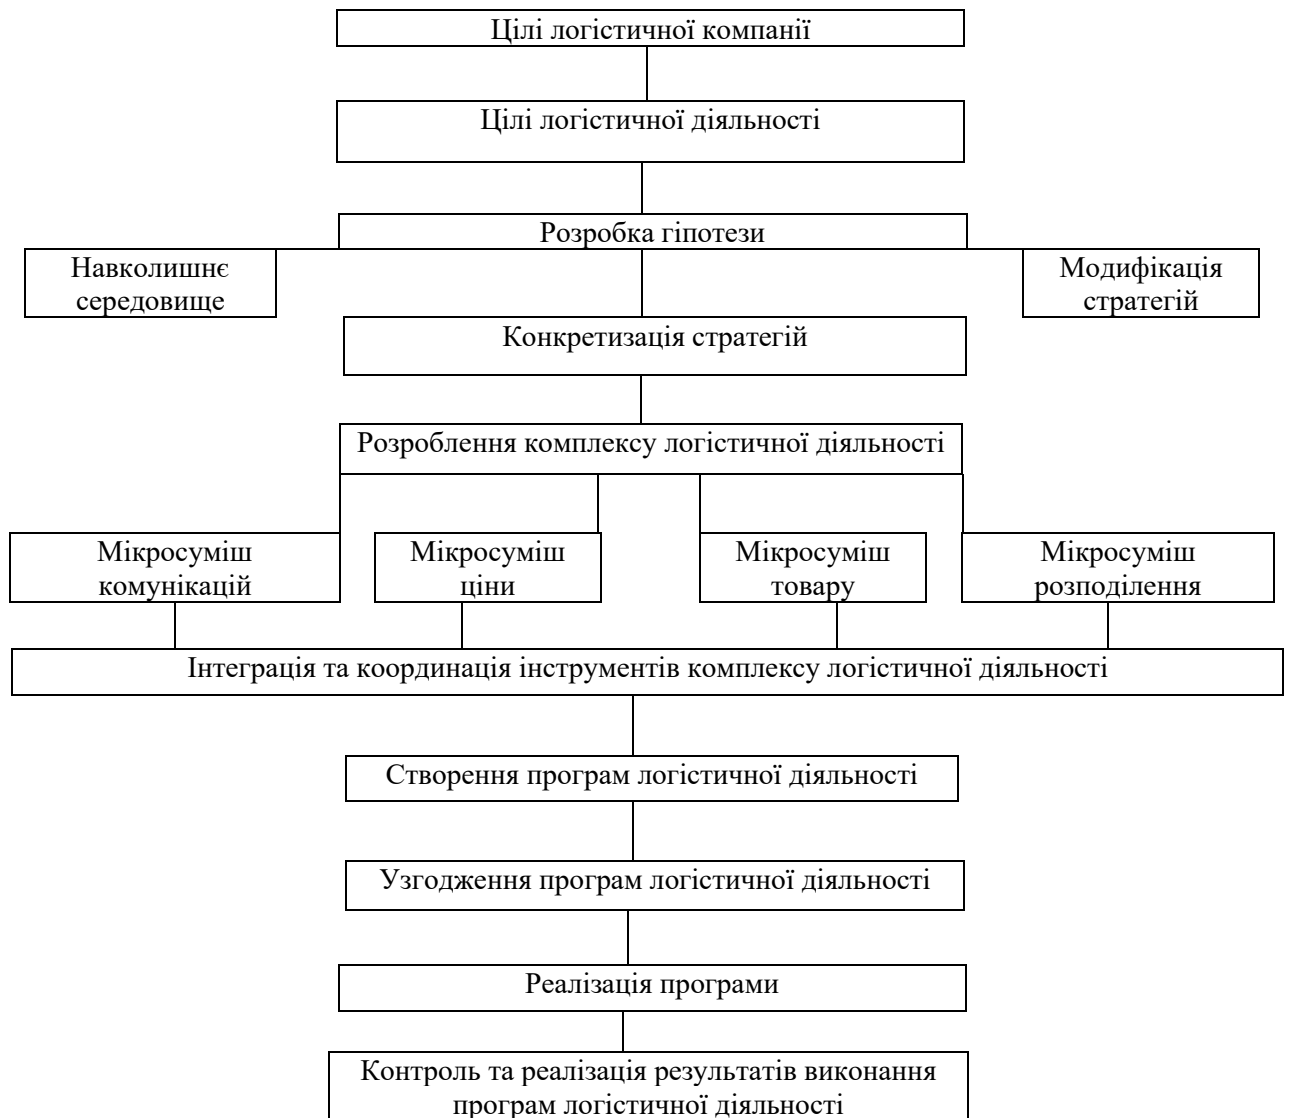 Цілі логістичної компанії
Цілі логістичної діяльності
Розробка гіпотези
Навколишнє
середовище
Модифікація
стратегій
Конкретизація стратегій
Розроблення комплексу логістичної діяльності
Мікросуміш
комунікацій
Мікросуміш
ціни
Мікросуміш
товару
Мікросуміш
розподілення
Інтеграція та координація інструментів комплексу логістичної діяльності
Створення програм логістичної діяльності
Узгодження програм логістичної діяльності
Реалізація програми
Контроль та реалізація результатів виконання
програм логістичної діяльності